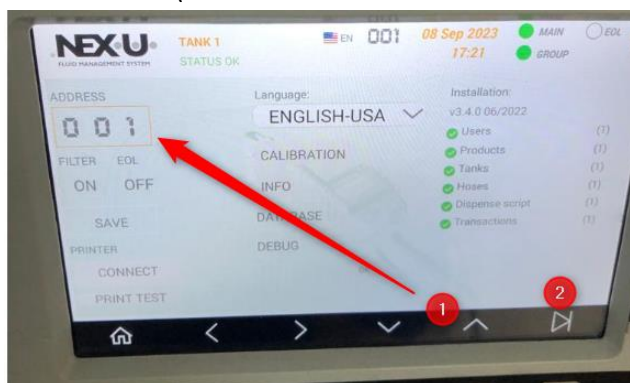 NEX·U·
FLUID MANAGEMENT SYSTEM
TANK 1
STATUS OK
EN
001
08 Sep 2023
17:21
MAIN
GROUP
EOL
ADDRESS
001
FILTER EOL
ON OFF
SAVE
PRINTER
CONNECT
PRINT TEST
Language:
ENGLISH-USA
CALIBRATION
INFO
DATABASE
DEBUG
Installation:
v3.4.0 06/2022
Users (1)
Products (1)
Tanks (1)
Hoses (1)
Dispense script (1)
Transactions (1)
1
2